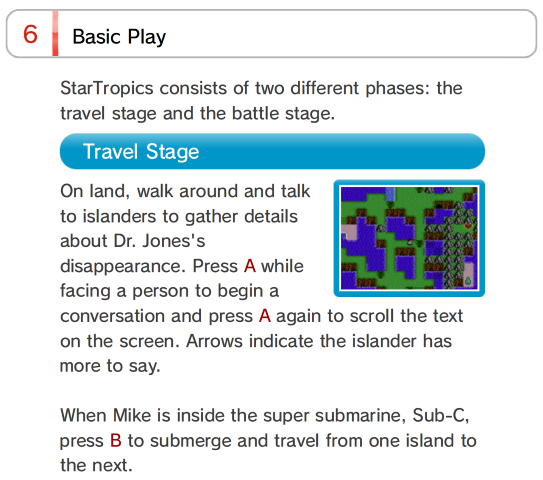 6 Basic Play
StarTropics consists of two different phases: the
travel stage and the battle stage.
Travel Stage
On land, walk around and talk
to islanders to gather details
about Dr. Jones's
disappearance. Press A while
facing a person to begin a
conversation and press A again to scroll the text
on the screen. Arrows indicate the islander has
more to say.
When Mike is inside the super submarine, Sub-C,
press B to submerge and travel from one island to
the next.